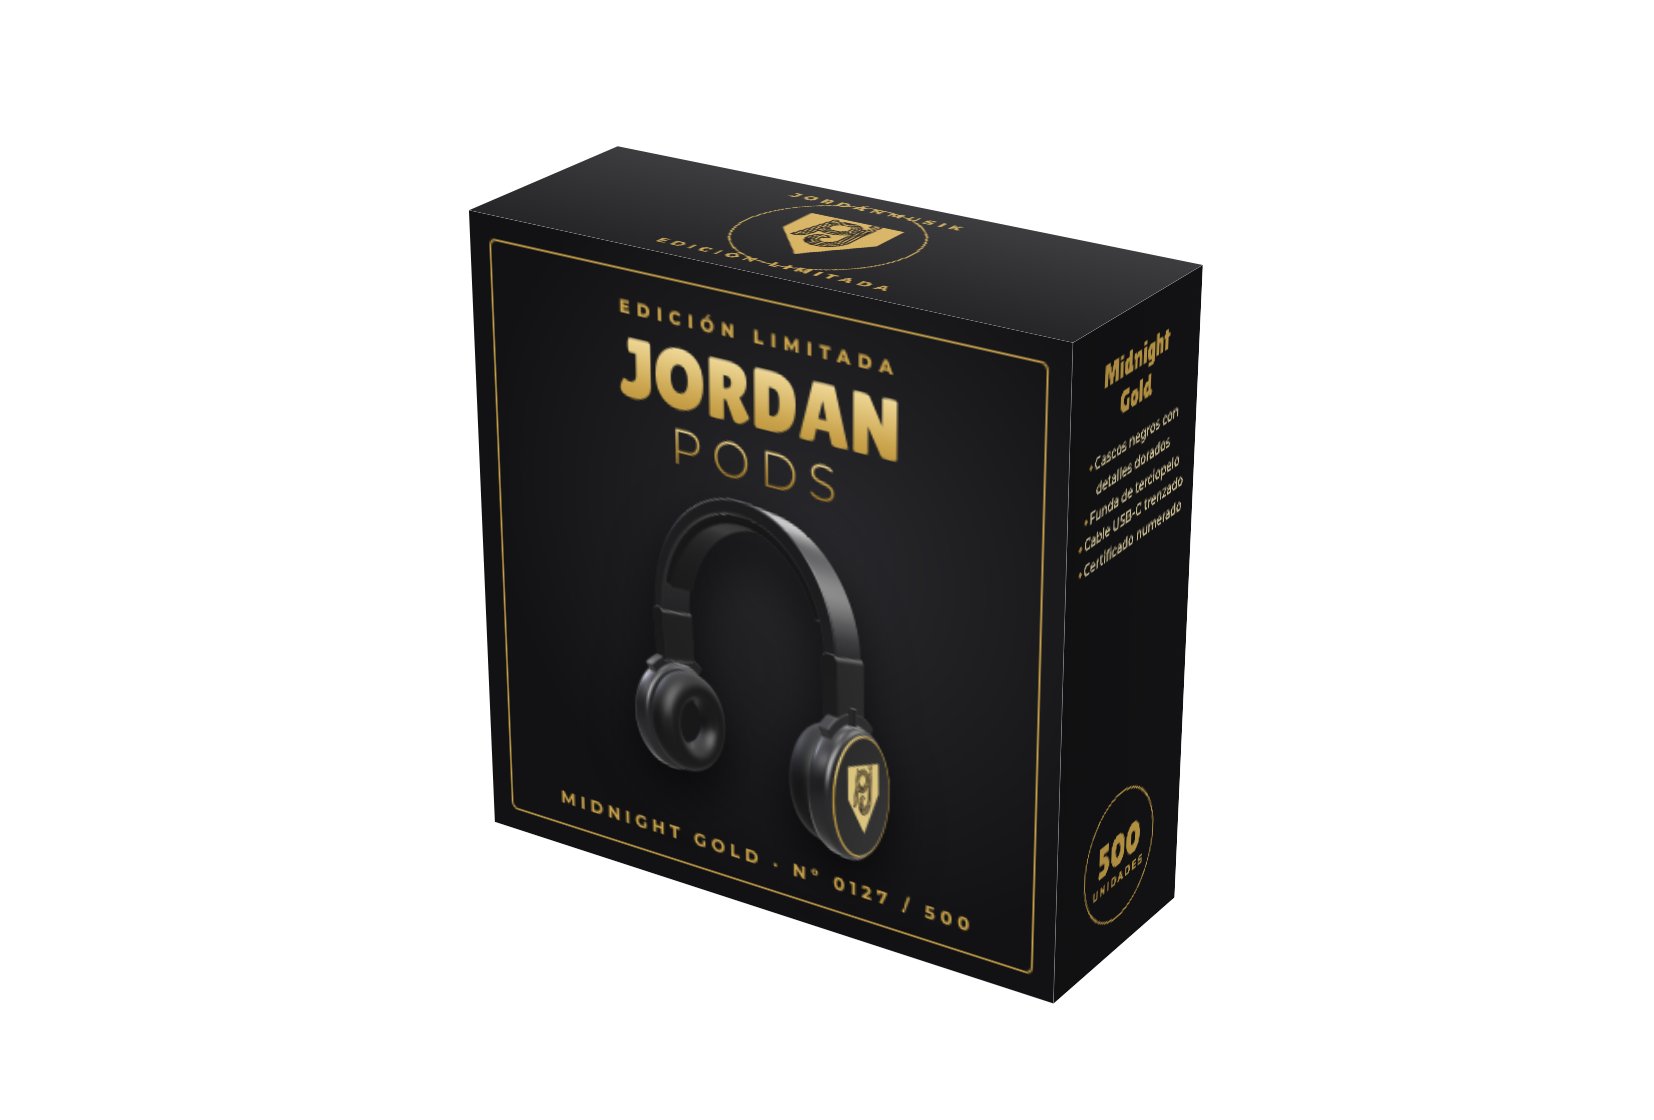 JORDANMUSIK
EDICIÓN LIMITADA
EDICIÓN LIMITADA
JORDAN
PODS
MIDNIGHT GOLD · Nº 0127 / 500
Midnight
Gold
• Cascos negros con
detalles dorados
• Funda de terciopelo
• Cable USB-C trenzado
• Certificado numerado
500
UNIDADES